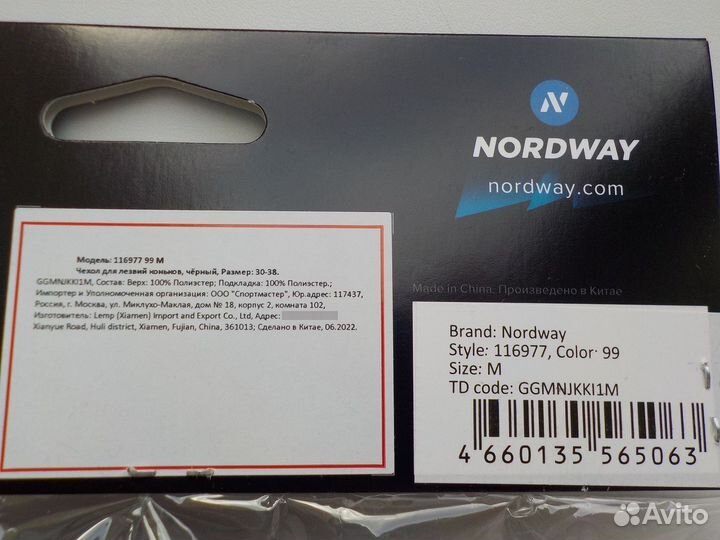 NORDWAY
nordway.com
Модель: 116977 99 M
Чехол для лезвий коньков, чёрный, Размер: 30-38.
GGMNJKKI1M, Состав: Верх: 100% Полиэстер; Подкладка: 100% Полиэстер.;
Импортер и Уполномоченная организация: ООО "Спортмастер", Юр.адрес: 117437,
Россия, г. Москва, ул. Миклухо-Маклая, дом № 18, корпус 2, комната 102,
Изготовитель: Lemp (Xiamen) Import and Export Co., Ltd, Адрес:
Xianyue Road, Huli district, Xiamen, Fujian, China, 361013; Сделано в Китае, 06.2022.
Made in China. Произведено в Китае
Brand: Nordway
Style: 116977, Color: 99
Size: M
TD code: GGMNJKKI1M
4 660135 565063
Avito